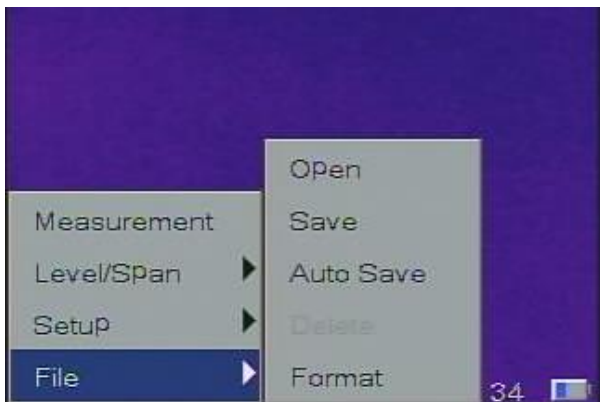 Open
Measurement
Save
Level/Span
Auto Save
Setup
Delete
File
Format
34